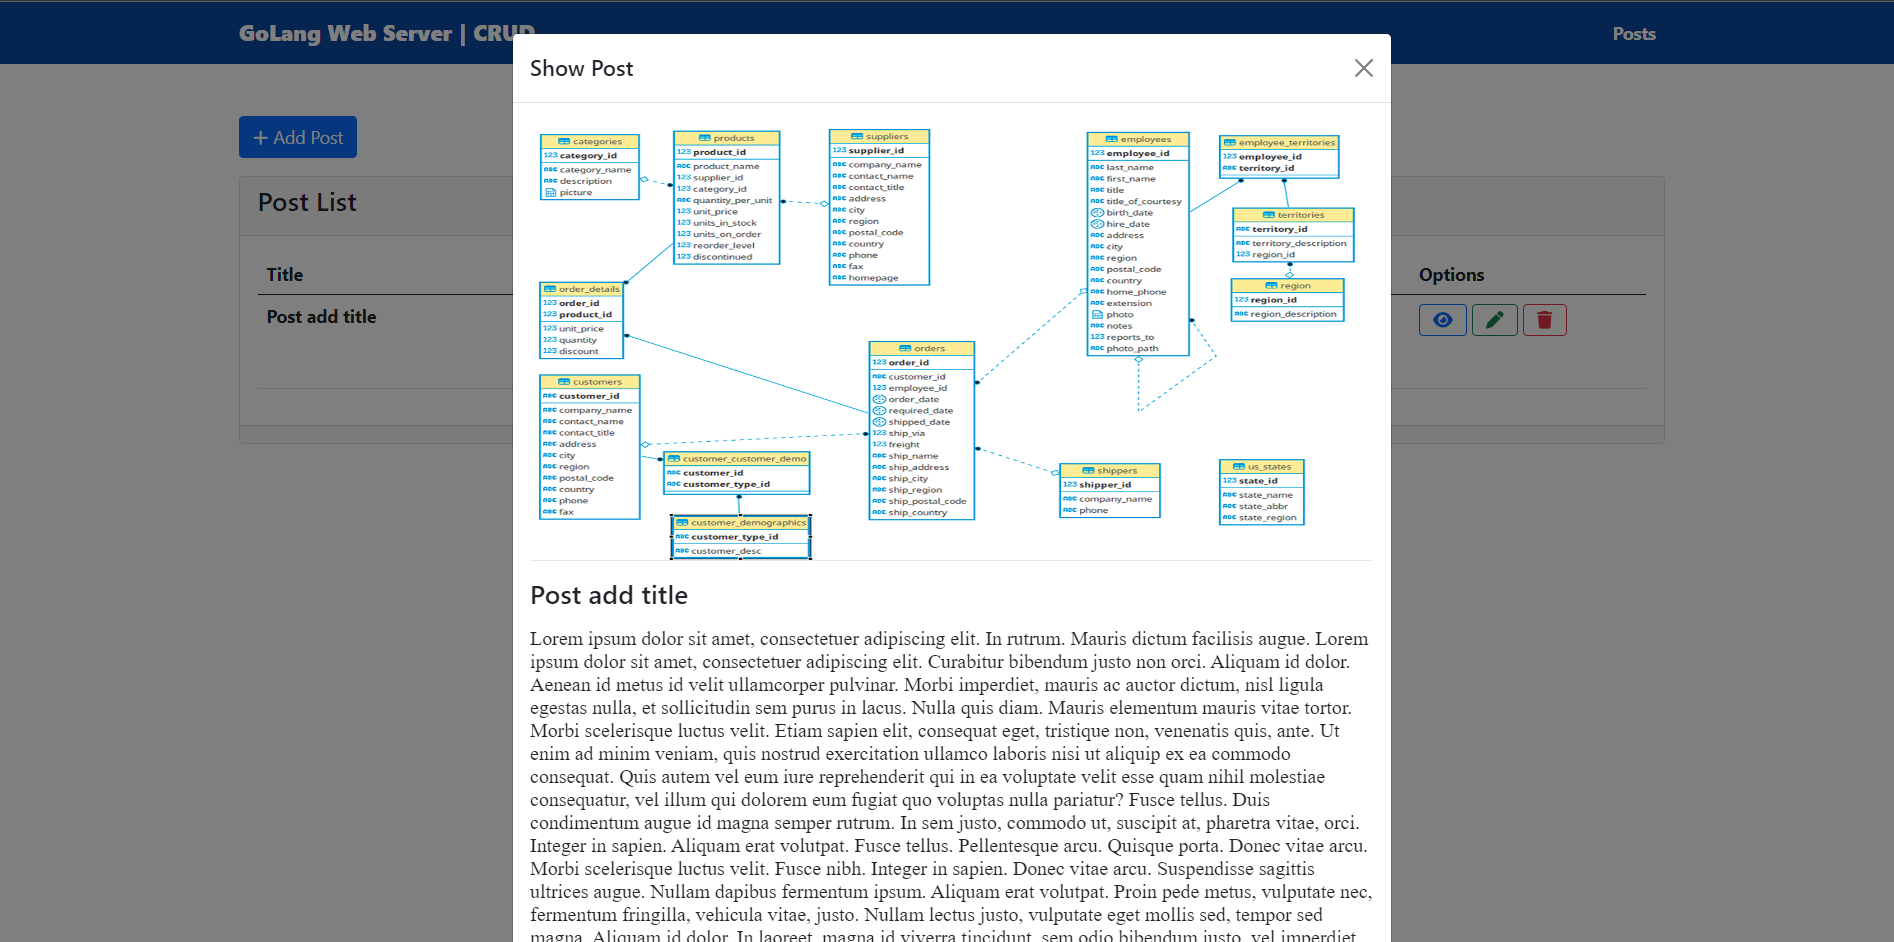 GoLang Web Server | CRUD
Posts
Show Post
+ Add Post
Post List
Title
Options
Post add title
categories
123 category_id
ABC category_name
ABC description
picture
products
123 product_id
ABC product_name
123 supplier_id
123 category_id
ABC quantity_per_unit
123 unit_price
123 units_in_stock
123 units_on_order
123 reorder_level
123 discontinued
suppliers
123 supplier_id
ABC company_name
ABC contact_name
ABC contact_title
ABC address
ABC city
ABC region
ABC postal_code
ABC country
ABC phone
ABC fax
ABC homepage
employees
123 employee_id
ABC last_name
ABC first_name
ABC title
ABC title_of_courtesy
birth_date
hire_date
ABC address
ABC city
ABC region
ABC postal_code
ABC country
ABC home_phone
ABC extension
photo
ABC notes
123 reports_to
ABC photo_path
employee_territories
123 employee_id
ABC territory_id
territories
ABC territory_id
ABC territory_description
123 region_id
region
123 region_id
ABC region_description
order_details
123 order_id
123 product_id
123 unit_price
123 quantity
123 discount
customers
ABC customer_id
ABC company_name
ABC contact_name
ABC contact_title
ABC address
ABC city
ABC region
ABC postal_code
ABC country
ABC phone
ABC fax
customer_customer_demo
ABC customer_id
ABC customer_type_id
customer_demographics
ABC customer_type_id
ABC customer_desc
orders
123 order_id
ABC customer_id
123 employee_id
order_date
required_date
shipped_date
123 ship_via
123 freight
ABC ship_name
ABC ship_address
ABC ship_city
ABC ship_region
ABC ship_postal_code
ABC ship_country
shippers
123 shipper_id
ABC company_name
ABC phone
us_states
123 state_id
ABC state_name
ABC state_abbr
ABC state_region
Post add title
Lorem ipsum dolor sit amet, consectetuer adipiscing elit. In rutrum. Mauris dictum facilisis augue. Lorem
ipsum dolor sit amet, consectetuer adipiscing elit. Curabitur bibendum justo non orci. Aliquam id dolor.
Aenean id metus id velit ullamcorper pulvinar. Morbi imperdiet, mauris ac auctor dictum, nisl ligula
egestas nulla, et sollicitudin sem purus in lacus. Nulla quis diam. Mauris elementum mauris vitae tortor.
Morbi scelerisque luctus velit. Etiam sapien elit, consequat eget, tristique non, venenatis quis, ante. Ut
enim ad minim veniam, quis nostrud exercitation ullamco laboris nisi ut aliquip ex ea commodo
consequat. Quis autem vel eum iure reprehenderit qui in ea voluptate velit esse quam nihil molestiae
consequatur, vel illum qui dolorem eum fugiat quo voluptas nulla pariatur? Fusce tellus. Duis
condimentum augue id magna semper rutrum. In sem justo, commodo ut, suscipit at, pharetra vitae, orci.
Integer in sapien. Aliquam erat volutpat. Fusce tellus. Pellentesque arcu. Quisque porta. Donec vitae arcu.
Morbi scelerisque luctus velit. Fusce nibh. Integer in sapien. Donec vitae arcu. Suspendisse sagittis
ultrices augue. Nullam dapibus fermentum ipsum. Aliquam erat volutpat. Proin pede metus, vulputate nec,
fermentum fringilla, vehicula vitae, justo. Nullam lectus justo, vulputate eget mollis sed, tempor sed
magna. Aliquam id dolor. In laoreet, magna id viverra tincidunt, sem odio bibendum justo, vel imperdiet